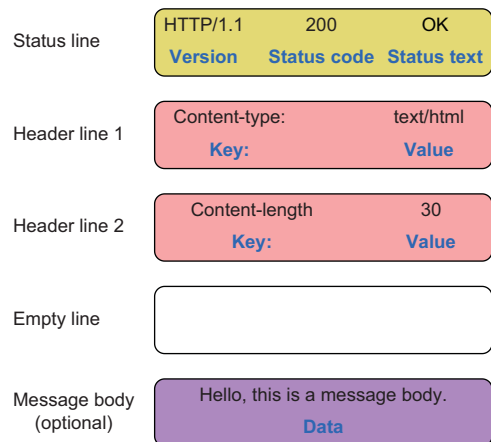 Status line
HTTP/1.1 200 OK
Version Status code Status text
Header line 1
Content-type: text/html
Key: Value
Header line 2
Content-length 30
Key: Value
Empty line
Message body
(optional)
Hello, this is a message body.
Data